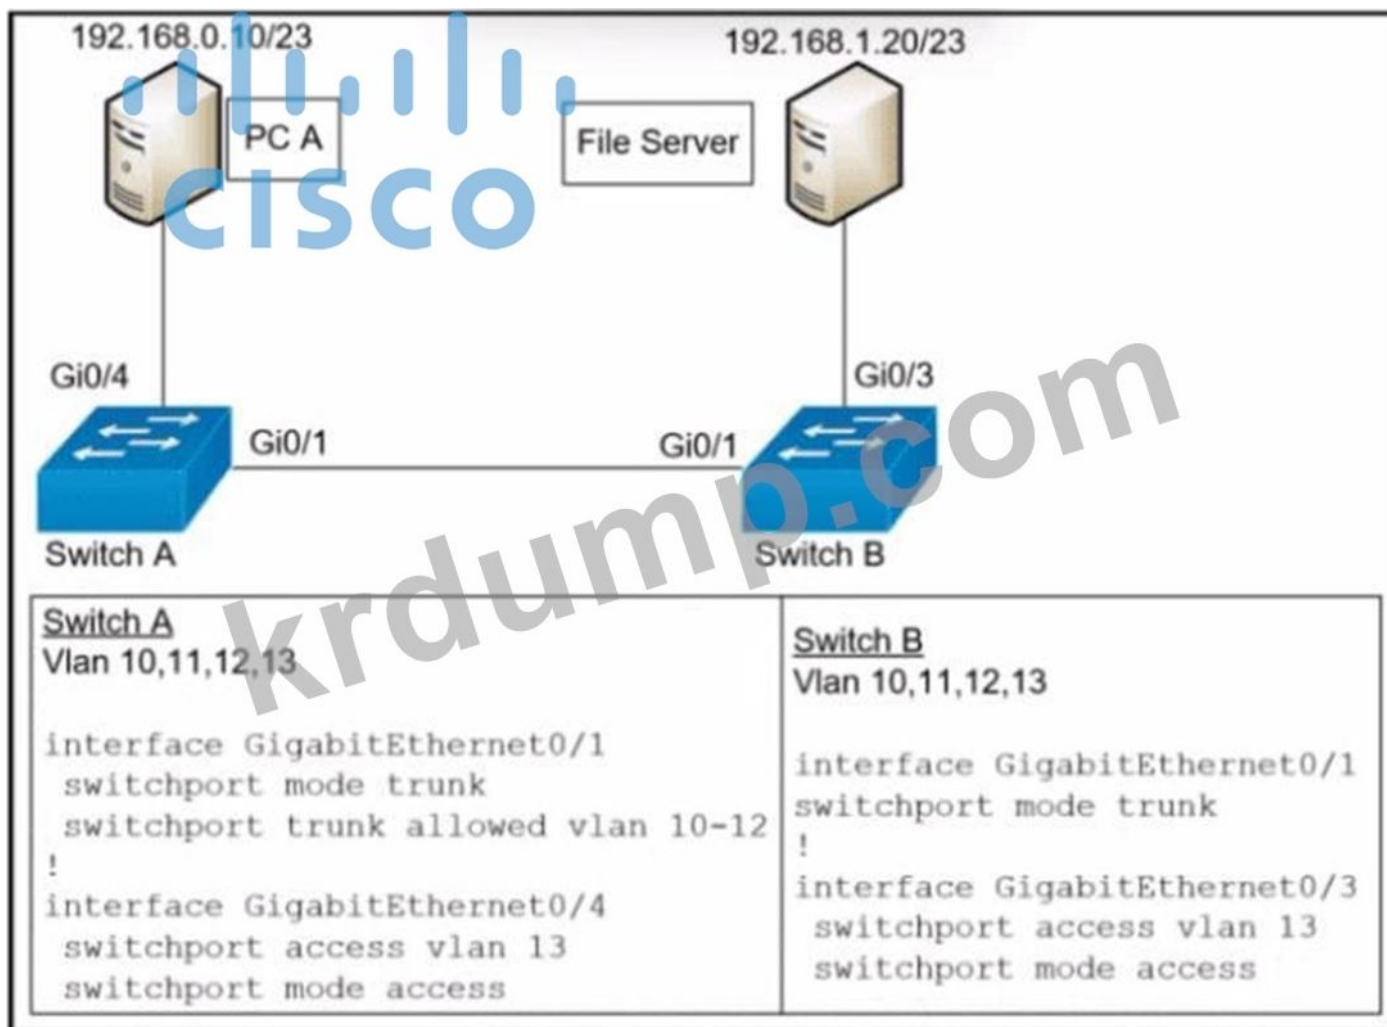 192.168.0.10/23
192.168.1.20/23
PC A
File Server
CISCO
Gi0/4
Gi0/3
Gi0/1
Gi0/1
Switch A
Switch B
krdump.com
Switch A
Vlan 10,11,12,13
interface GigabitEthernet0/1
switchport mode trunk
switchport trunk allowed vlan 10-12
!
interface GigabitEthernet0/4
switchport access vlan 13
switchport mode access
Switch B
Vlan 10,11,12,13
interface GigabitEthernet0/1
switchport mode trunk
!
interface GigabitEthernet0/3
switchport access vlan 13
switchport mode access